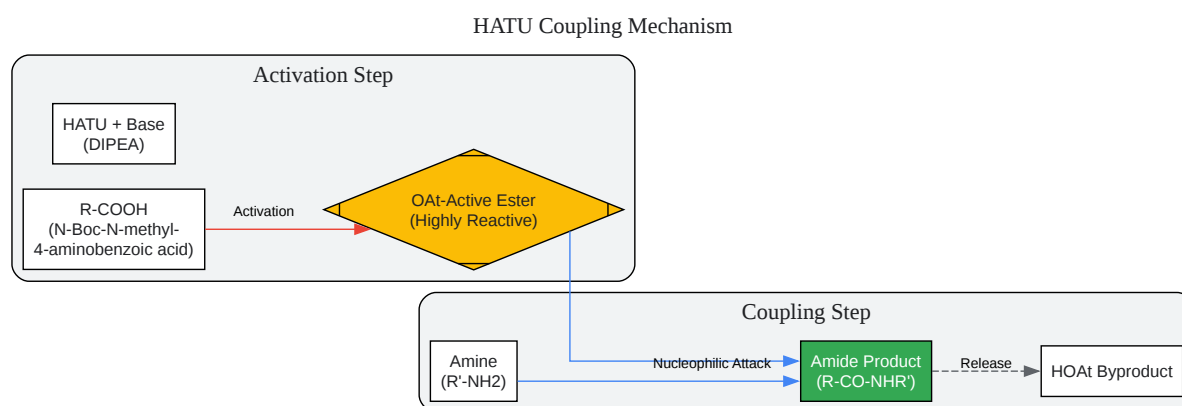 HATU Coupling Mechanism
Activation Step
HATU + Base
(DIPEA)
R-COOH
(N-Boc-N-methyl-
4-aminobenzoic acid)
Activation
OAt-Active Ester
(Highly Reactive)
Coupling Step
Amine
(R'-NH2)
Nucleophilic Attack
Amide Product
(R-CO-NHR')
Release
HOAt Byproduct